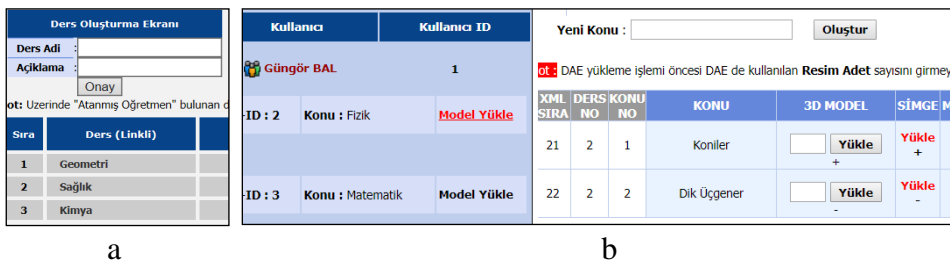 Ders Oluşturma Ekranı
Ders Adi :
Açiklama :
Onay
ot: Uzerinde "Atanmış Öğretmen" bulunan d
Sıra Ders (Linkli)
1 Geometri
2 Sağlık
3 Kimya
a
Kullanıcı Kullanıcı ID
Güngör BAL 1
-ID : 2 Konu : Fizik Model Yükle
-ID : 3 Konu : Matematik Model Yükle
Yeni Konu : Oluştur
ot : DAE yükleme işlemi öncesi DAE de kullanılan Resim Adet sayısını girmey
XML SIRA DERS NO KONU NO KONU 3D MODEL SİMGE M
21 2 1 Koniler Yükle + Yükle +
22 2 2 Dik Üçgener Yükle - Yükle -
b